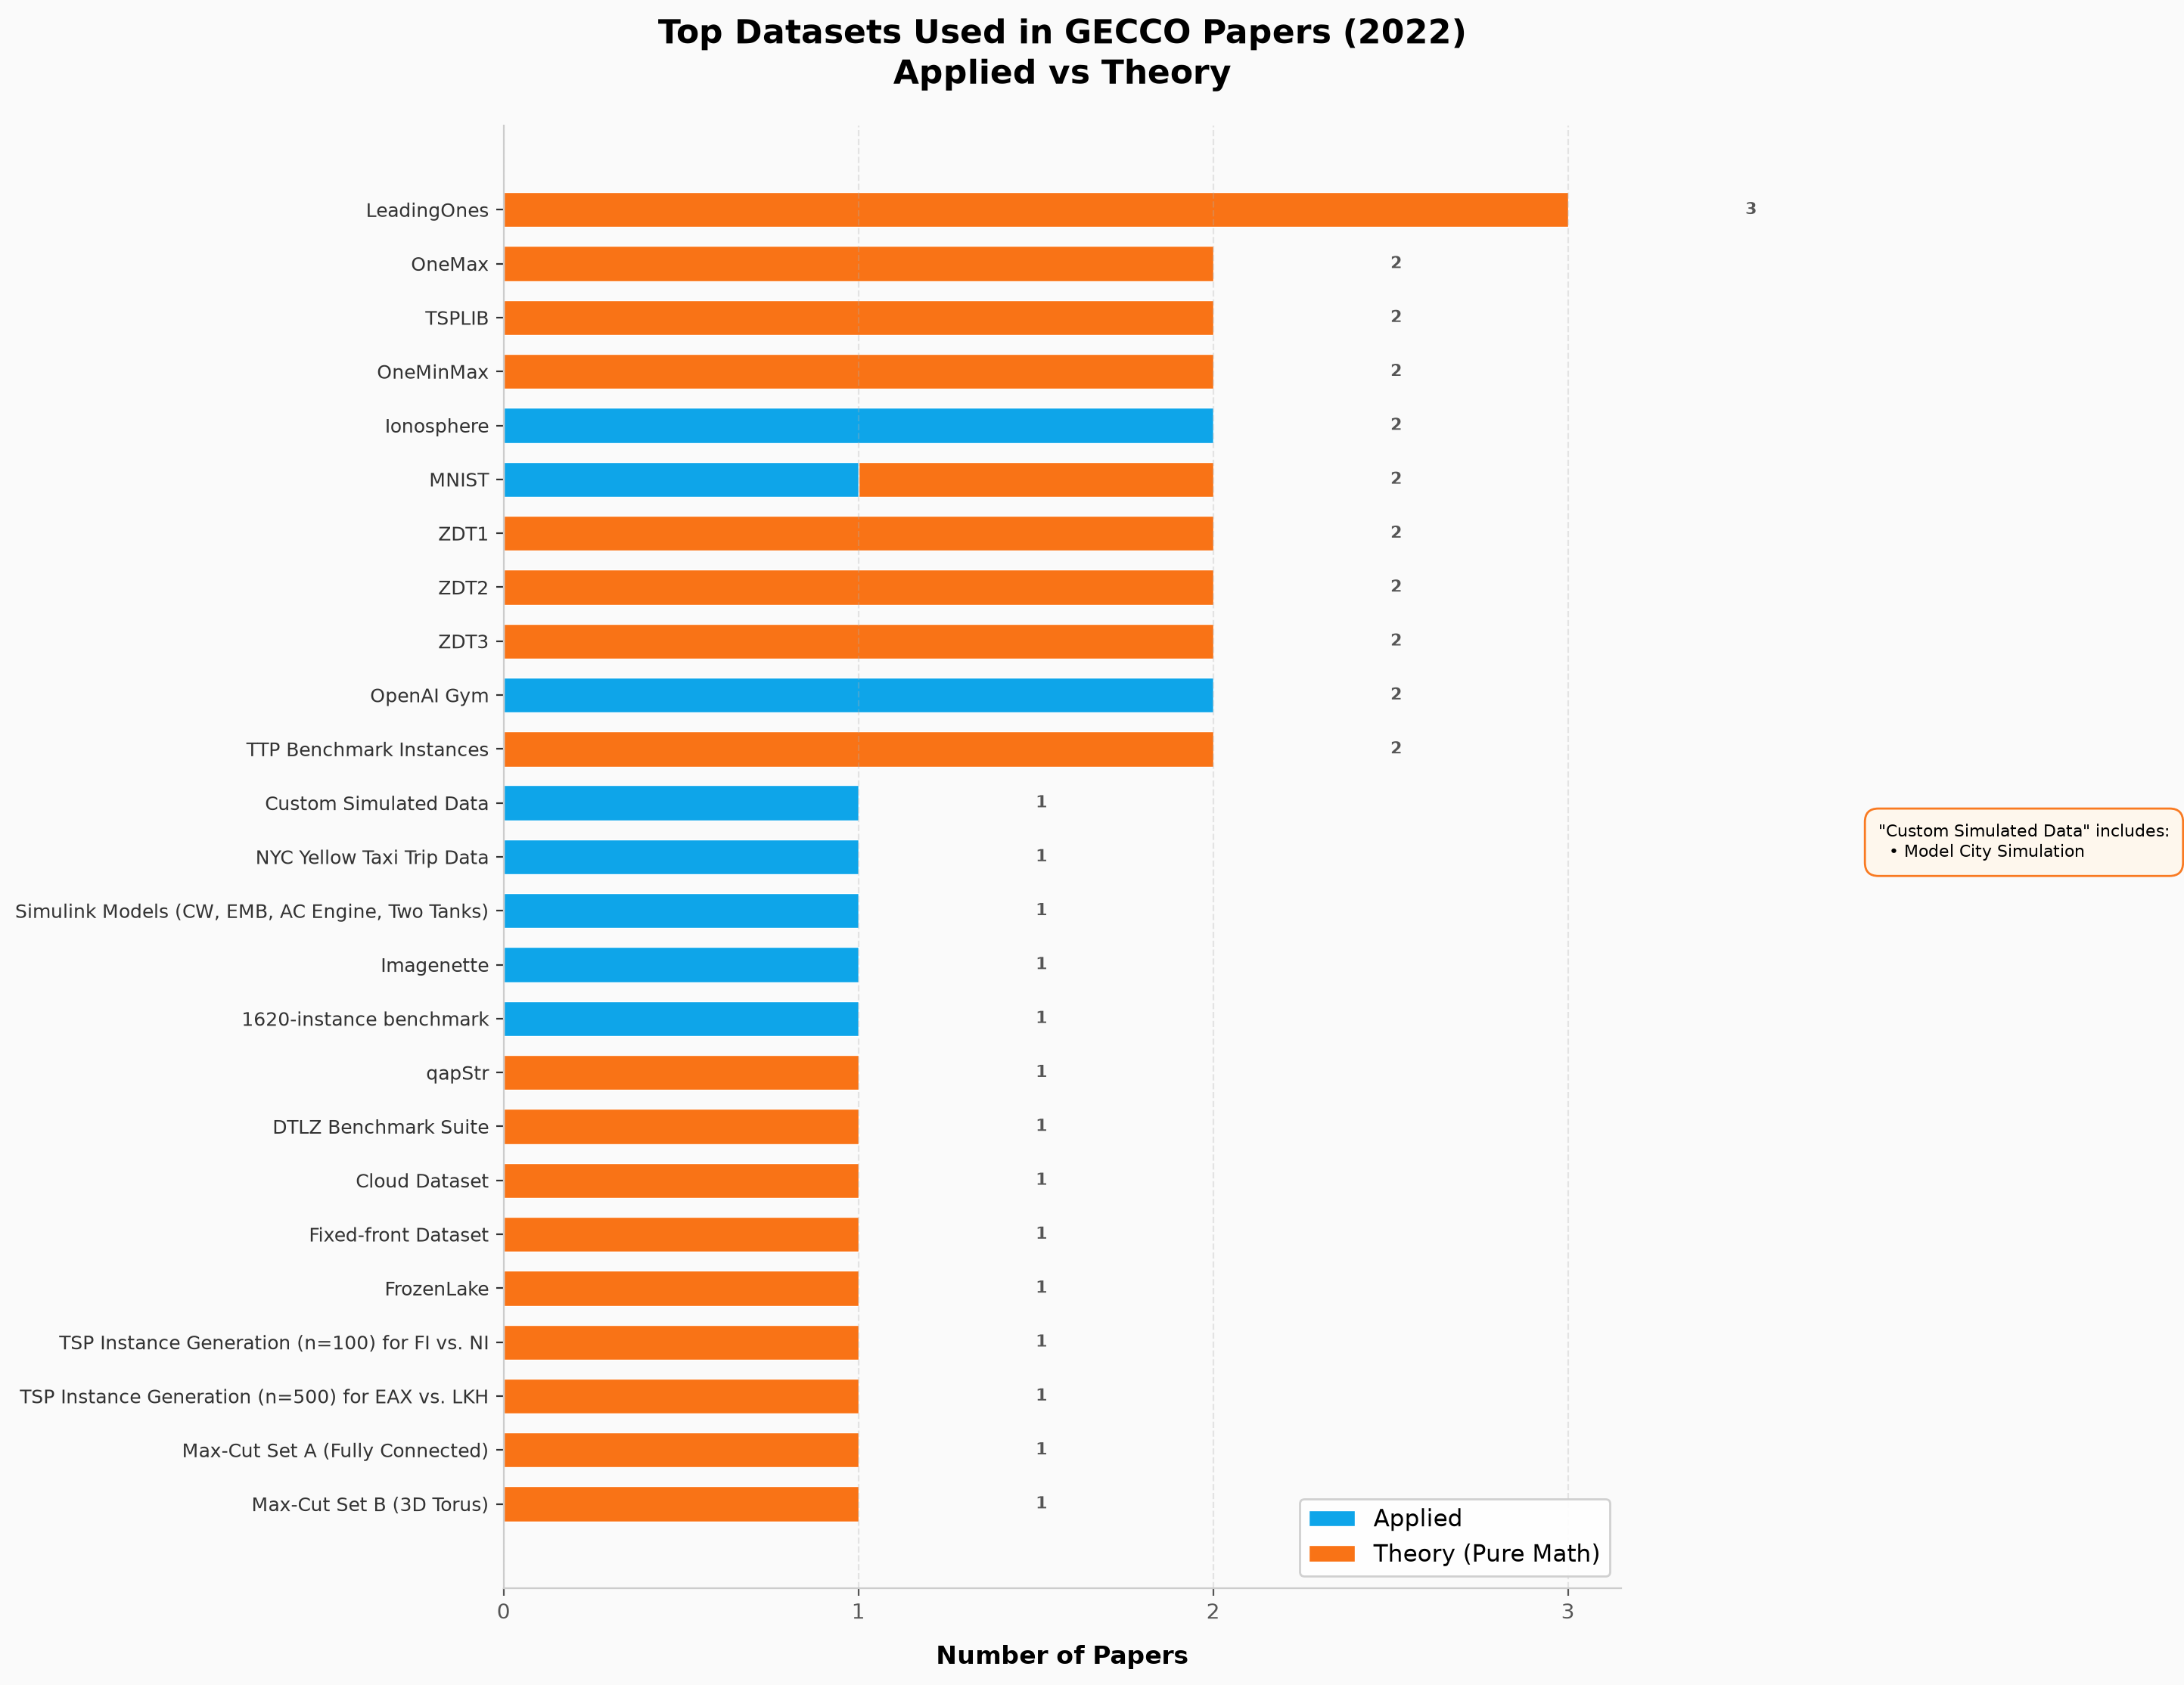 Top Datasets Used in GECCO Papers (2022)
Applied vs Theory
LeadingOnes
3
OneMax
2
TSPLIB
2
OneMinMax
2
Ionosphere
2
MNIST
2
ZDT1
2
ZDT2
2
ZDT3
2
OpenAI Gym
2
TTP Benchmark Instances
2
Custom Simulated Data
1
NYC Yellow Taxi Trip Data
1
Simulink Models (CW, EMB, AC Engine, Two Tanks)
1
Imagenette
1
1620-instance benchmark
1
qapStr
1
DTLZ Benchmark Suite
1
Cloud Dataset
1
Fixed-front Dataset
1
FrozenLake
1
TSP Instance Generation (n=100) for FI vs. NI
1
TSP Instance Generation (n=500) for EAX vs. LKH
1
Max-Cut Set A (Fully Connected)
1
Max-Cut Set B (3D Torus)
1
"Custom Simulated Data" includes:
• Model City Simulation
Applied
Theory (Pure Math)
0 1 2 3
Number of Papers